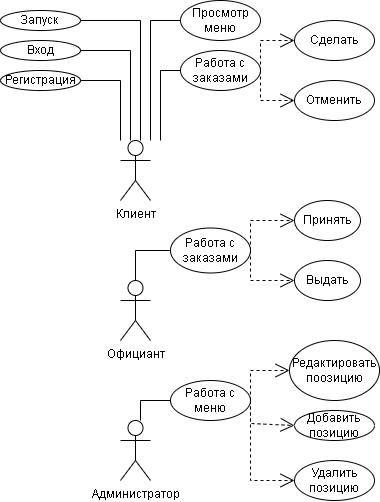 Запуск
Вход
Регистрация
Просмотр
меню
Работа с
заказами
Сделать
Отменить
Клиент
Работа с
заказами
Принять
Выдать
Официант
Работа с
меню
Редактировать
поозицию
Добавить
позицию
Удалить
позицию
Администратор